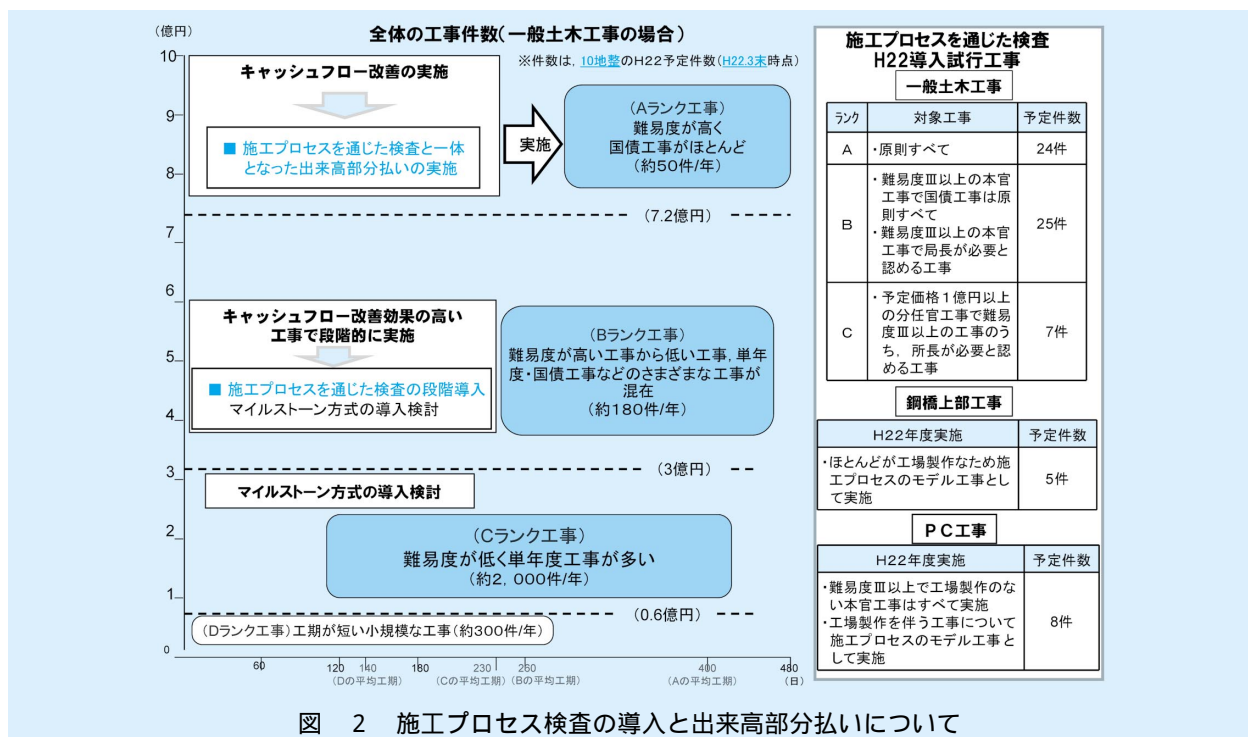 (億円)
全体の工事件数(一般土木工事の場合)
※件数は,10地整のH22予定件数(H22.3末時点)
10
9
8
7
6
5
4
3
2
1
0
キャッシュフロー改善の実施
■ 施工プロセスを通じた検査と一体
となった出来高部分払いの実施
実施
(Aランク工事)
難易度が高く
国債工事がほとんど
(約50件/年)
(7.2億円)
キャッシュフロー改善効果の高い
工事で段階的に実施
■ 施工プロセスを通じた検査の段階導入
マイルストーン方式の導入検討
(Bランク工事)
難易度が高い工事から低い工事,単年
度・国債工事などのさまざまな工事が
混在
(約180件/年)
(3億円)
マイルストーン方式の導入検討
(Cランク工事)
難易度が低く単年度工事が多い
(約2,000件/年)
(0.6億円)
(Dランク工事)工期が短い小規模な工事(約300件/年)
60 120 140 180 230 260 400 480
(Dの平均工期) (Cの平均工期) (Bの平均工期) (Aの平均工期) (日)
施工プロセスを通じた検査
H22導入試行工事
一般土木工事
ランク 対象工事 予定件数
A ・原則すべて 24件
B ・難易度Ⅲ以上の本官
工事で国債工事は原
則すべて
・難易度Ⅲ以上の本官
工事で局長が必要と
認める工事
25件
C ・予定価格1億円以上
の分任官工事で難易
度Ⅲ以上の工事のう
ち,所長が必要と認
める工事
7件
鋼橋上部工事
H22年度実施 予定件数
・ほとんどが工場製作なため施
工プロセスのモデル工事とし
て実施
5件
PC工事
H22年度実施 予定件数
・難易度Ⅲ以上で工場製作のな
い本官工事はすべて実施
・工場製作を伴う工事について
施工プロセスのモデル工事と
して実施
8件
図 2 施工プロセス検査の導入と出来高部分払いについて